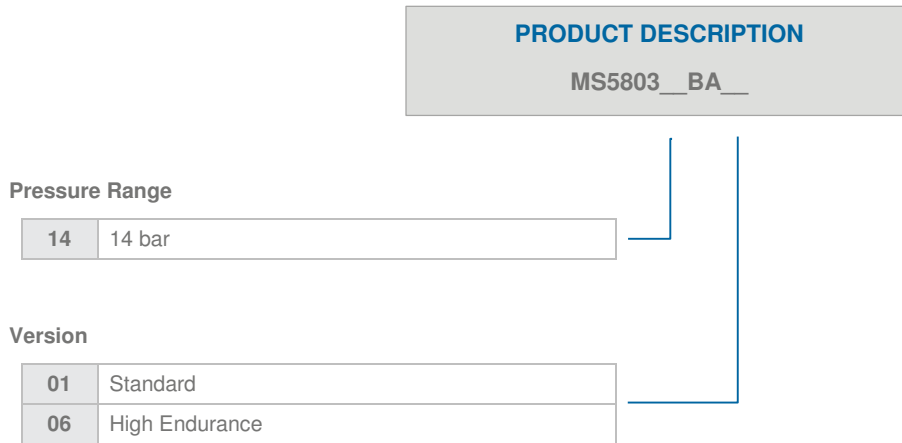 PRODUCT DESCRIPTION
MS5803__BA__
Pressure Range
14 14 bar
Version
01 Standard
06 High Endurance